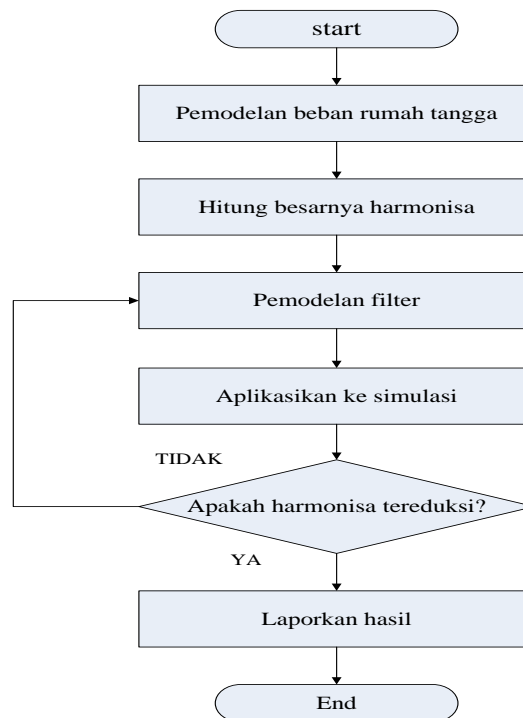 start
Pemodelan beban rumah tangga
Hitung besarnya harmonisa
Pemodelan filter
Aplikasikan ke simulasi
TIDAK
Apakah harmonisa tereduksi?
YA
Laporkan hasil
End